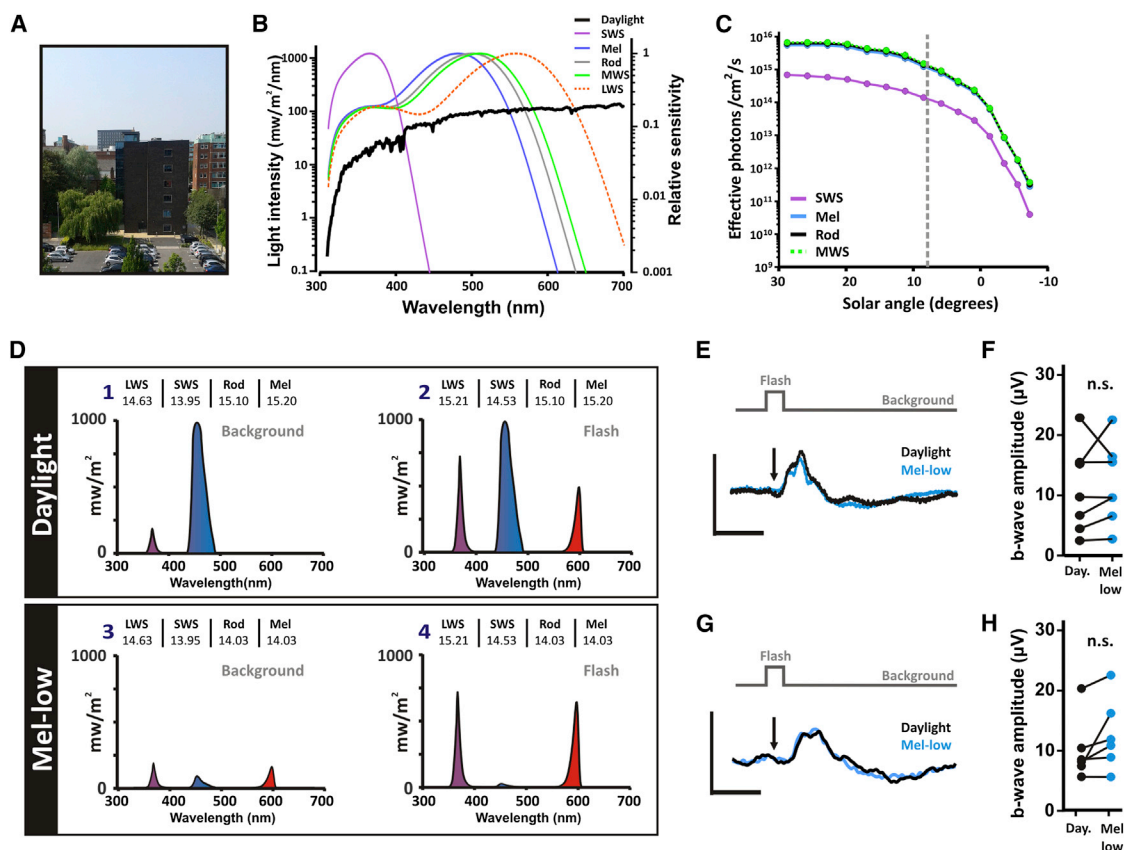 A
B
Daylight
SWS
Mel
Rod
MWS
LWS
Light intensity (mw/m²/nm)
1000
100
10
1
0.1
Relative sensitivity
1
0.1
0.01
0.001
300 400 500 600 700
Wavelength (nm)
C
Effective photons /cm²/s
10¹⁶
10¹⁵
10¹⁴
10¹³
10¹²
10¹¹
10¹⁰
10⁹
SWS
Mel
Rod
MWS
30 20 10 0 -10
Solar angle (degrees)
D
Daylight
1
LWS SWS Rod Mel
14.63 13.95 15.10 15.20
1000
Background
mw/m²
0
300 400 500 600 700
Wavelength(nm)
2
LWS SWS Rod Mel
15.21 14.53 15.10 15.20
1000
Flash
mw/m²
0
300 400 500 600 700
Wavelength(nm)
Mel-low
3
LWS SWS Rod Mel
14.63 13.95 14.03 14.03
1000
Background
mw/m²
0
300 400 500 600 700
Wavelength(nm)
4
LWS SWS Rod Mel
15.21 14.53 14.03 14.03
1000
Flash
mw/m²
0
300 400 500 600 700
Wavelength(nm)
E
Flash
Background
Daylight
Mel-low
F
b-wave amplitude (µV)
30
20
10
0
n.s.
Day. Mel
low
G
Flash
Background
Daylight
Mel-low
H
b-wave amplitude (µV)
30
20
10
0
n.s.
Day. Mel
low